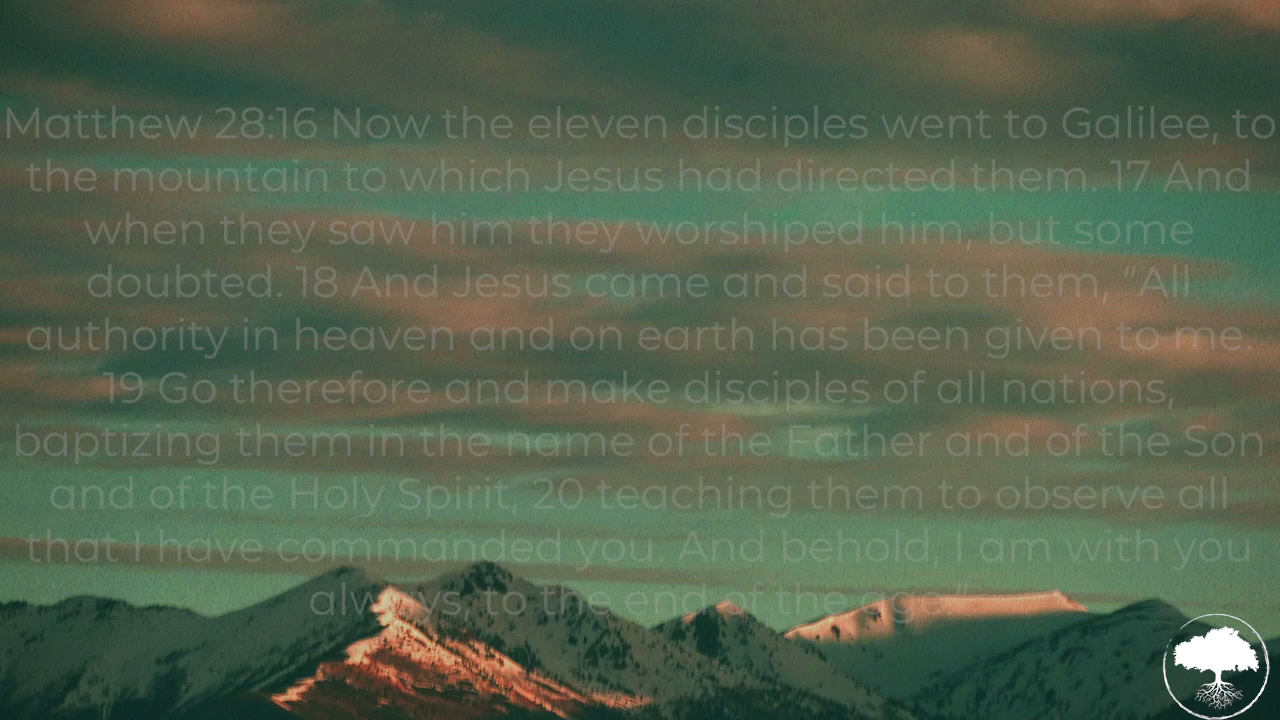 Matthew 28:16 Now the eleven disciples went to Galilee, to
the mountain to which Jesus had directed them. 17 And
when they saw him they worshiped him, but some
doubted. 18 And Jesus came and said to them, “All
authority in heaven and on earth has been given to me.
19 Go therefore and make disciples of all nations,
baptizing them in the name of the Father and of the Son
and of the Holy Spirit, 20 teaching them to observe all
that I have commanded you. And behold, I am with you
always, to the end of the age.”